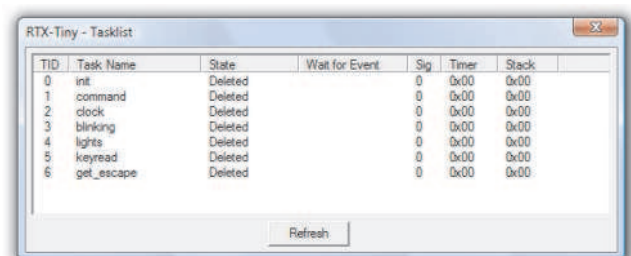 RTX-Tiny - Tasklist
TID Task Name State Wait for Event Sig Timer Stack
0 init Deleted 0 0x00 0x00
1 command Deleted 0 0x00 0x00
2 clock Deleted 0 0x00 0x00
3 blinking Deleted 0 0x00 0x00
4 lights Deleted 0 0x00 0x00
5 keyread Deleted 0 0x00 0x00
6 get_escape Deleted 0 0x00 0x00
Refresh